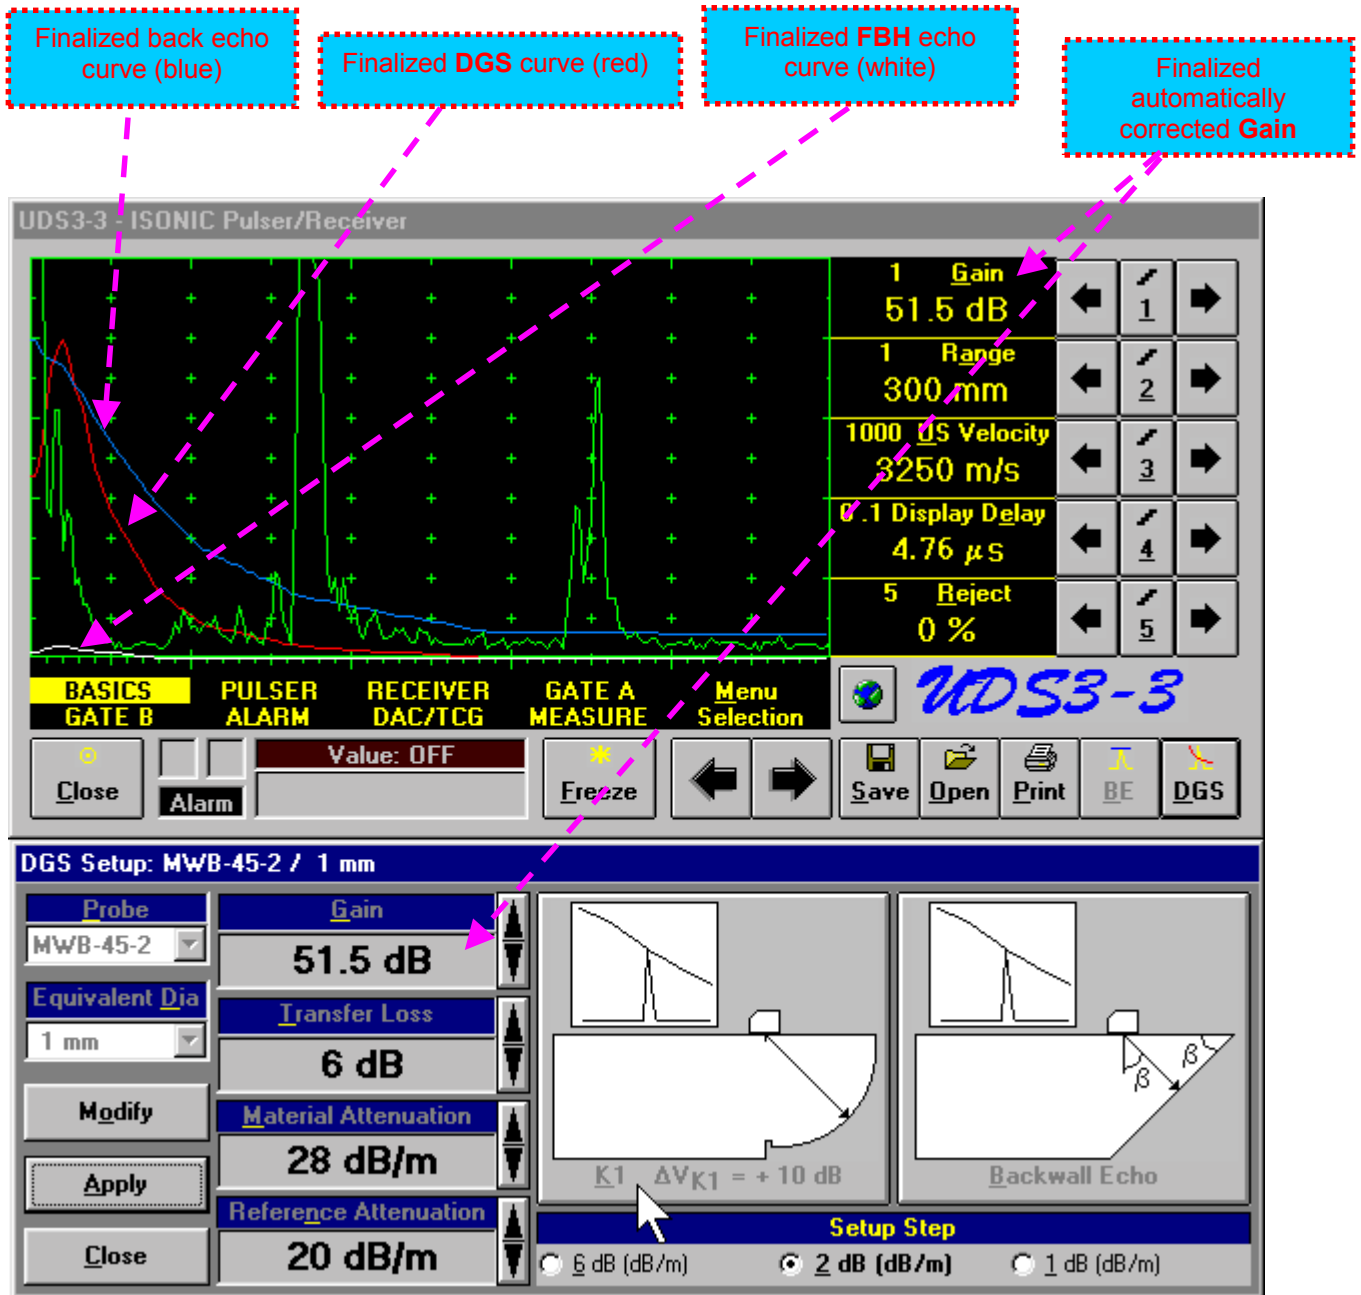 Finalized back echo
curve (blue)
Finalized DGS curve (red)
Finalized FBH echo
curve (white)
Finalized
automatically
corrected Gain
UDS3-3 - ISONIC Pulser/Receiver
1 Gain
51.5 dB
1
1 Range
300 mm
2
1000 US Velocity
3250 m/s
3
0.1 Display Delay
4.76 µs
4
5 Reject
0 %
5
BASICS PULSER RECEIVER GATE A Menu
GATE B ALARM DAC/TCG MEASURE Selection
UDS3-3
Close
Alarm
Value: OFF
Freeze
Save
Open
Print
BE
DGS
DGS Setup: MWB-45-2 / 1 mm
Probe
MWB-45-2
Equivalent Dia
1 mm
Modify
Apply
Close
Gain
51.5 dB
Transfer Loss
6 dB
Material Attenuation
28 dB/m
Reference Attenuation
20 dB/m
K1 ΔVK1 = + 10 dB
β
β
Backwall Echo
Setup Step
6 dB (dB/m)
2 dB (dB/m)
1 dB (dB/m)